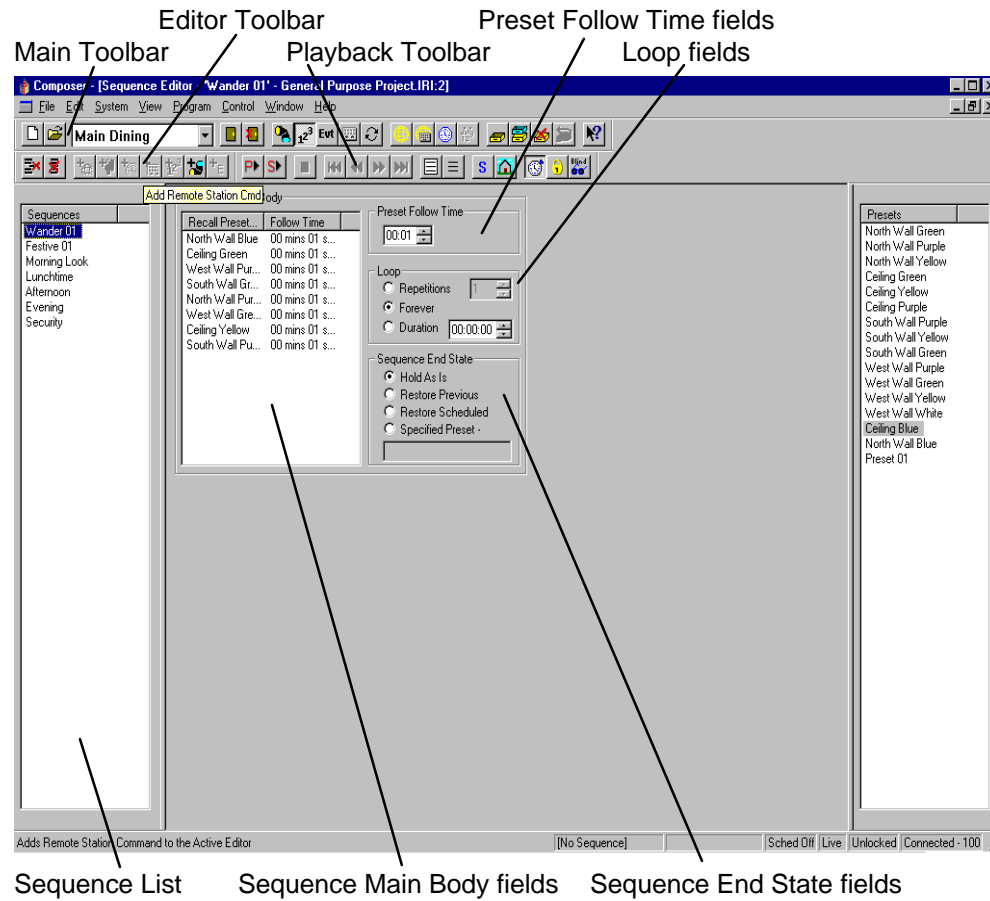 Editor Toolbar
Preset Follow Time fields
Main Toolbar
Playback Toolbar
Loop fields
Composer - [Sequence Editor - 'Wander 01' - General Purpose Project.IRI:2]
File Edit System View Program Control Window Help
Main Dining
1 2 3
Evt
P
S
S
Blind
Add Remote Station Cmd
ody
Sequences
Wander 01
Festive 01
Morning Look
Lunchtime
Afternoon
Evening
Security
Recall Preset... Follow Time
North Wall Blue 00 mins 01 s...
Ceiling Green 00 mins 01 s...
West Wall Pur... 00 mins 01 s...
South Wall Gr... 00 mins 01 s...
North Wall Pur... 00 mins 01 s...
West Wall Gre... 00 mins 01 s...
Ceiling Yellow 00 mins 01 s...
South Wall Pu... 00 mins 01 s...
Preset Follow Time
00:01
Loop
Repetitions 1
Forever
Duration 00:00:00
Sequence End State
Hold As Is
Restore Previous
Restore Scheduled
Specified Preset -
Presets
North Wall Green
North Wall Purple
North Wall Yellow
Ceiling Green
Ceiling Yellow
Ceiling Purple
South Wall Purple
South Wall Yellow
South Wall Green
West Wall Purple
West Wall Green
West Wall Yellow
West Wall White
Ceiling Blue
North Wall Blue
Preset 01
Adds Remote Station Command to the Active Editor
[No Sequence]
Sched Off
Live
Unlocked
Connected - 100
Sequence List
Sequence Main Body fields
Sequence End State fields